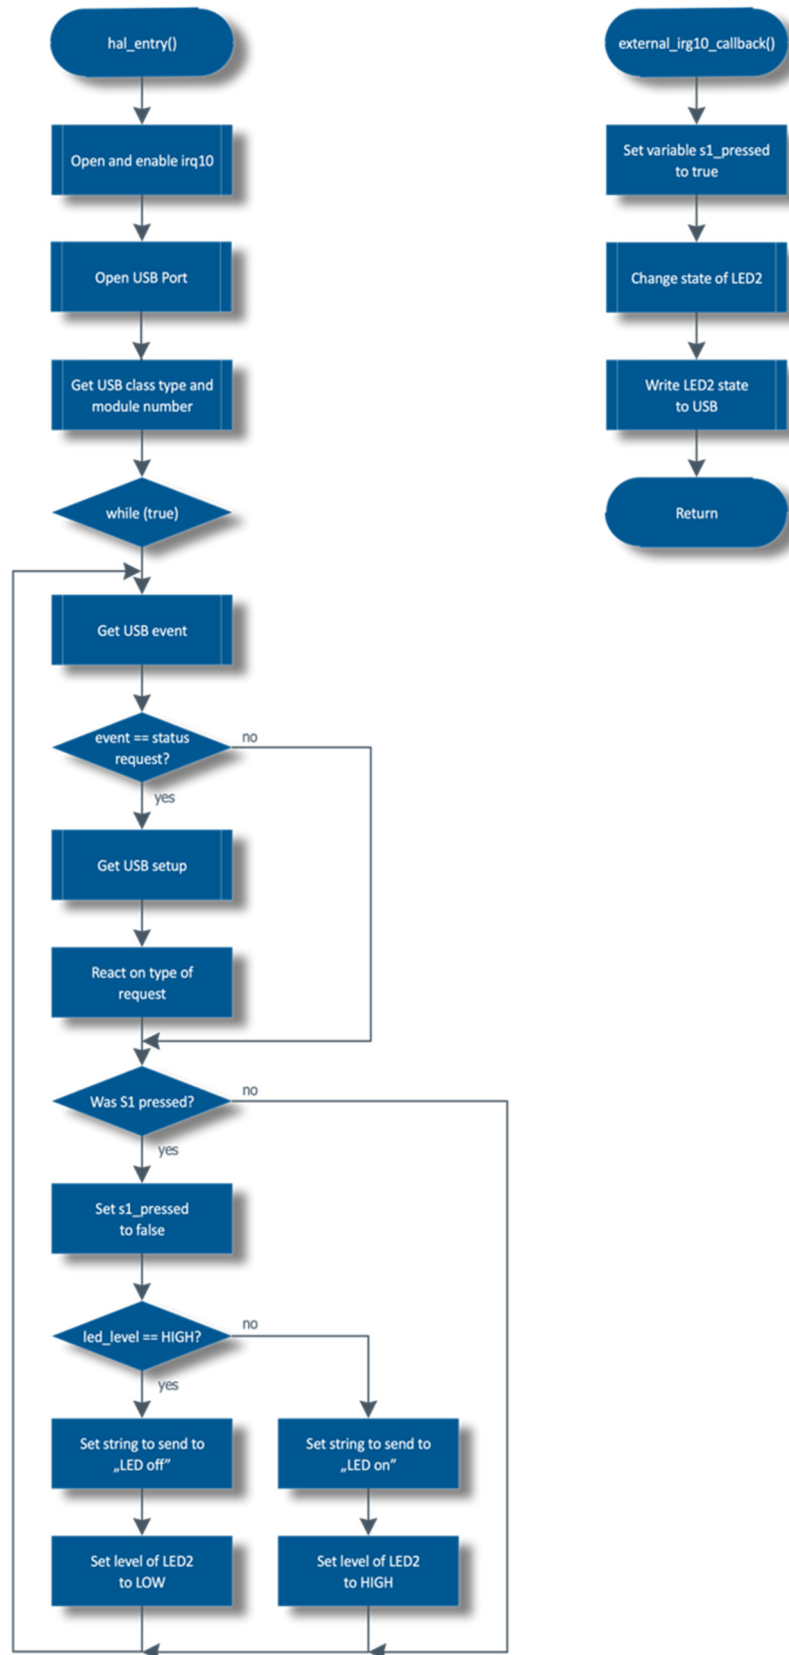 hal_entry()
Open and enable irq10
Open USB Port
Get USB class type and
module number
while (true)
Get USB event
event == status
request?
no
yes
Get USB setup
React on type of
request
Was S1 pressed?
no
yes
Set s1_pressed
to false
led_level == HIGH?
no
yes
Set string to send to
„LED off”
Set string to send to
„LED on”
Set level of LED2
to LOW
Set level of LED2
to HIGH
external_irg10_callback()
Set variable s1_pressed
to true
Change state of LED2
Write LED2 state
to USB
Return